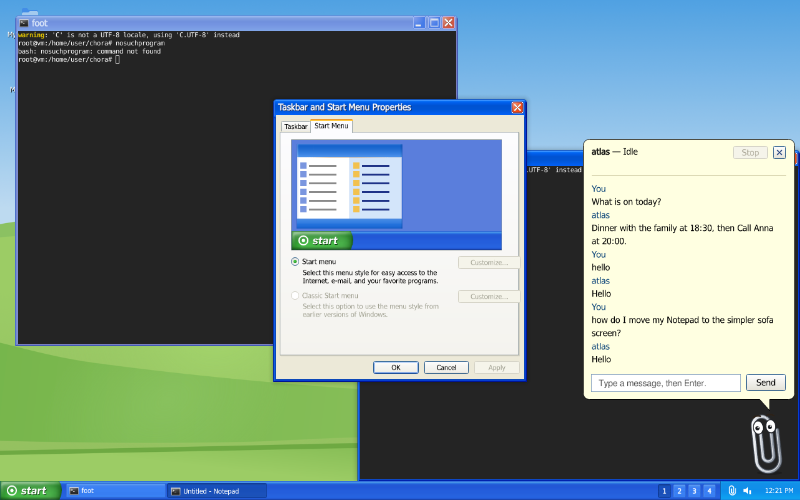 foot
warning: 'C' is not a UTF-8 locale, using 'C.UTF-8' instead
root@vm:/home/user/chora# nosuchprogram
bash: nosuchprogram: command not found
root@vm:/home/user/chora#
Taskbar and Start Menu Properties
Taskbar
Start Menu
start
Start menu
Customize...
Select this menu style for easy access to the
Internet, e-mail, and your favorite programs.
Classic Start menu
Customize...
Select this option to use the menu style from
earlier versions of Windows.
OK
Cancel
Apply
.UTF-8' instead
atlas — Idle
Stop
You
What is on today?
atlas
Dinner with the family at 18:30, then Call Anna
at 20:00.
You
hello
atlas
Hello
You
how do I move my Notepad to the simpler sofa
screen?
atlas
Hello
Type a message, then Enter.
Send
start
foot
Untitled - Notepad
1
2
3
4
12:21 PM